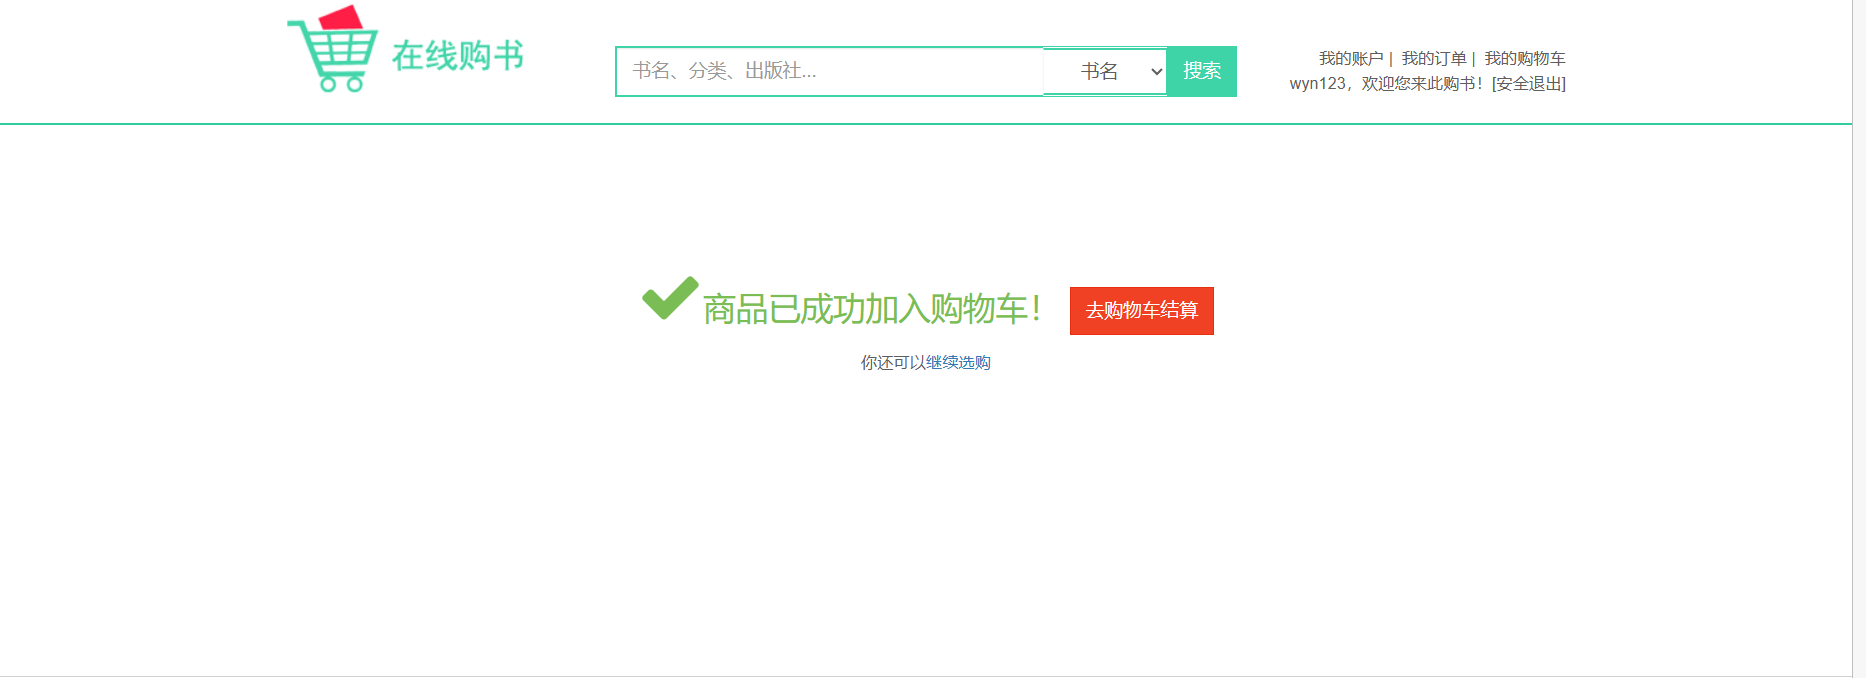 在线购书
书名、分类、出版社...
书名
搜索
我的账户 | 我的订单 | 我的购物车
wyn123，欢迎您来此购书！[安全退出]
商品已成功加入购物车！
去购物车结算
你还可以继续选购